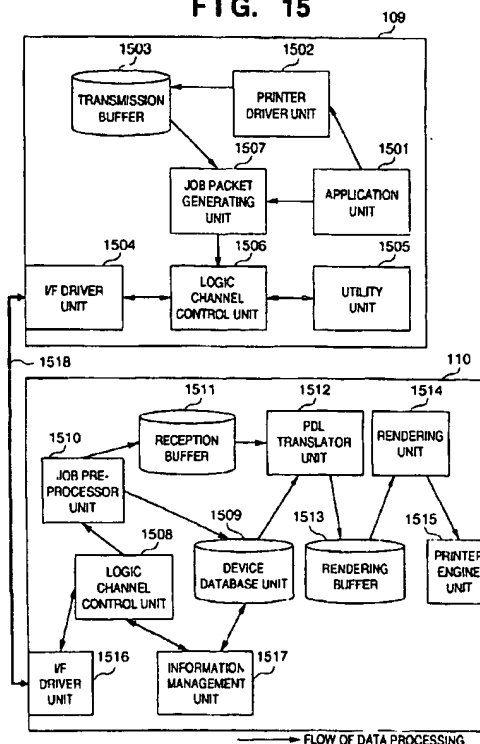 FIG. 15
109
1503
1502
TRANSMISSION
BUFFER
PRINTER
DRIVER UNIT
1507
1501
JOB PACKET
GENERATING
UNIT
APPLICATION
UNIT
1504
1506
1505
I/F DRIVER
UNIT
LOGIC
CHANNEL
CONTROL UNIT
UTILITY
UNIT
1518
110
1511
1512
1514
1510
RECEPTION
BUFFER
PDL
TRANSLATOR
UNIT
RENDERING
UNIT
JOB PRE-
PROCESSOR
UNIT
1508
1509
1513
1515
LOGIC
CHANNEL
CONTROL UNIT
DEVICE
DATABASE UNIT
RENDERING
BUFFER
PRINTER
ENGINE
UNIT
1516
1517
I/F
DRIVER
UNIT
INFORMATION
MANAGEMENT
UNIT
FLOW OF DATA PROCESSING